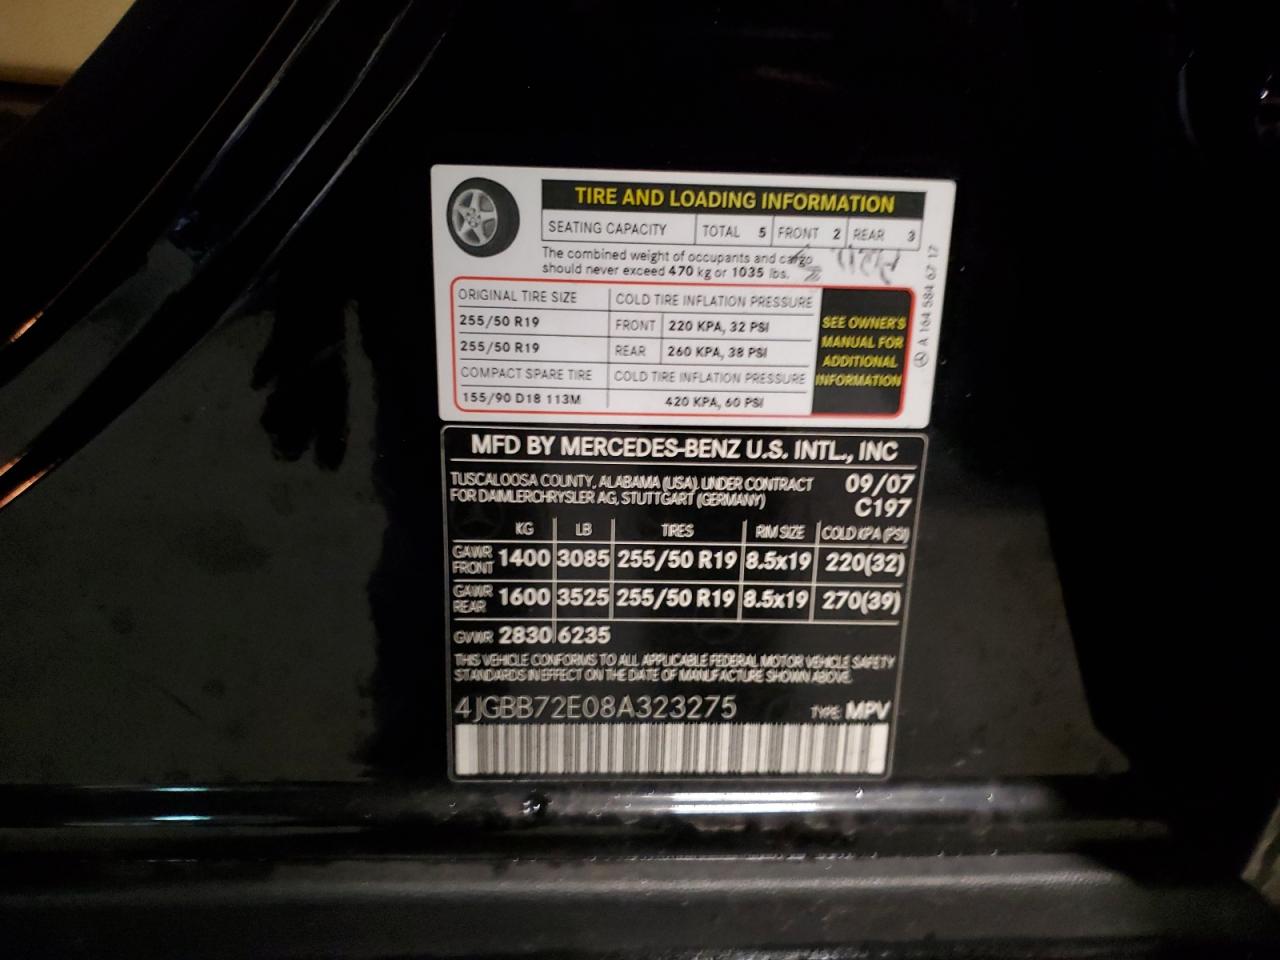 TIRE AND LOADING INFORMATION
SEATING CAPACITY TOTAL 5 FRONT 2 REAR 3
The combined weight of occupants and cargo
should never exceed 470 kg or 1035 lbs.
ORIGINAL TIRE SIZE COLD TIRE INFLATION PRESSURE
255/50 R19 FRONT 220 KPA, 32 PSI
255/50 R19 REAR 260 KPA, 38 PSI
COMPACT SPARE TIRE COLD TIRE INFLATION PRESSURE
155/90 D18 113M 420 KPA, 60 PSI
SEE OWNER'S
MANUAL FOR
ADDITIONAL
INFORMATION
A 164 584 67 17
MFD BY MERCEDES-BENZ U.S. INTL., INC
TUSCALOOSA COUNTY, ALABAMA (USA) UNDER CONTRACT 09/07
FOR DAIMLERCHRYSLER AG, STUTTGART (GERMANY) C197
KG LB TIRES RIM SIZE COLD KPA (PSI)
GAWR FRONT 1400 3085 255/50 R19 8.5x19 220(32)
GAWR REAR 1600 3525 255/50 R19 8.5x19 270(39)
GVWR 2830 6235
THIS VEHICLE CONFORMS TO ALL APPLICABLE FEDERAL MOTOR VEHICLE SAFETY
STANDARDS IN EFFECT ON THE DATE OF MANUFACTURE SHOWN ABOVE.
4JGBB72E08A323275 TYPE: MPV